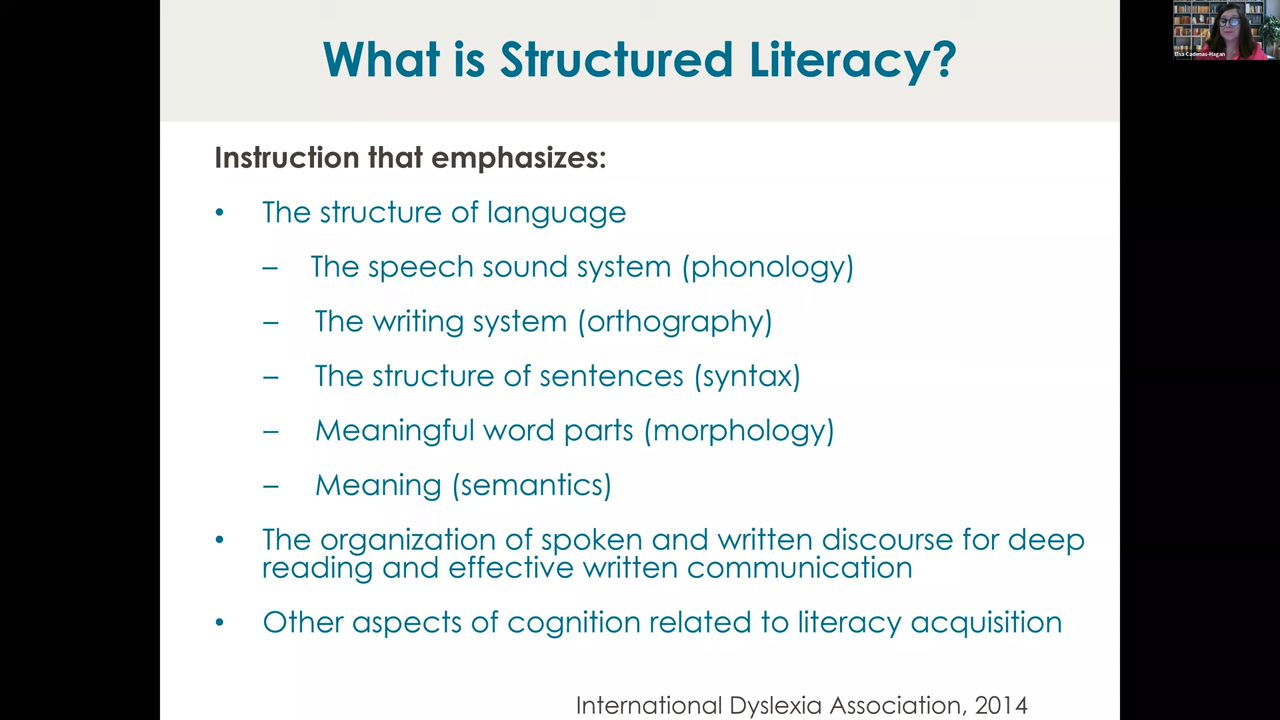 What is Structured Literacy?
Elsa Cadenas-Hagan
Instruction that emphasizes:
• The structure of language
– The speech sound system (phonology)
– The writing system (orthography)
– The structure of sentences (syntax)
– Meaningful word parts (morphology)
– Meaning (semantics)
• The organization of spoken and written discourse for deep
reading and effective written communication
• Other aspects of cognition related to literacy acquisition
International Dyslexia Association, 2014